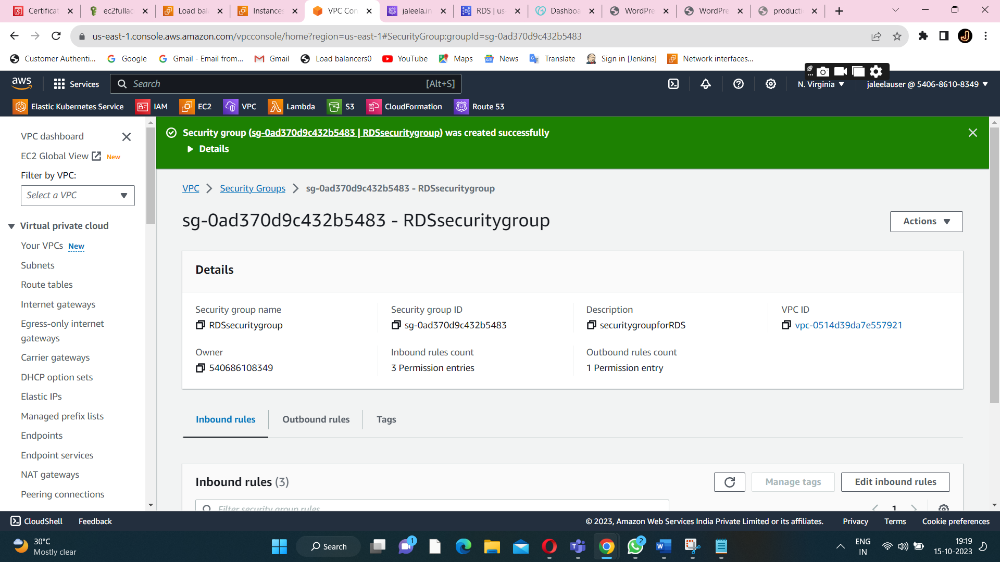 Certificat
ec2fullac
Load bal
Instances
VPC Con
jaleela.in
RDS | us-
Dashboa
WordPre
WordPre
producti
us-east-1.console.aws.amazon.com/vpcconsole/home?region=us-east-1#SecurityGroup:groupId=sg-0ad370d9c432b5483
Customer Authenti...
Google
Gmail - Email from...
Gmail
Load balancers0
YouTube
Maps
News
Translate
Sign in [Jenkins]
Network interfaces...
aws
Services
Search
[Alt+S]
N. Virginia
jaleelauser @ 5406-8610-8349
Elastic Kubernetes Service
IAM
EC2
VPC
Lambda
S3
CloudFormation
Route 53
VPC dashboard
EC2 Global View New
Filter by VPC:
Select a VPC
Virtual private cloud
Your VPCs New
Subnets
Route tables
Internet gateways
Egress-only internet
gateways
Carrier gateways
DHCP option sets
Elastic IPs
Managed prefix lists
Endpoints
Endpoint services
NAT gateways
Peering connections
Security group (sg-0ad370d9c432b5483 | RDSsecuritygroup) was created successfully
Details
VPC > Security Groups > sg-0ad370d9c432b5483 - RDSsecuritygroup
sg-0ad370d9c432b5483 - RDSsecuritygroup
Actions
Details
Security group name
RDSsecuritygroup
Security group ID
sg-0ad370d9c432b5483
Description
securitygroupforRDS
VPC ID
vpc-0514d39da7e557921
Owner
540686108349
Inbound rules count
3 Permission entries
Outbound rules count
1 Permission entry
Inbound rules
Outbound rules
Tags
Inbound rules (3)
Manage tags
Edit inbound rules
Filter security group rules
1
CloudShell
Feedback
© 2023, Amazon Web Services India Private Limited or its affiliates.
Privacy
Terms
Cookie preferences
30°C
Mostly clear
Search
1
2
ENG
IN
19:19
15-10-2023